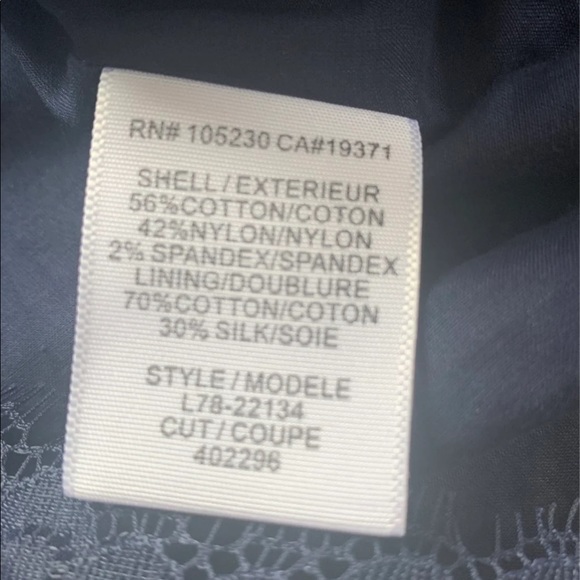 RN# 105230 CA#19371
SHELL/EXTERIEUR
56%COTTON/COTON
42%NYLON/NYLON
2% SPANDEX/SPANDEX
LINING/DOUBLURE
70%COTTON/COTON
30% SILK/SOIE
STYLE/MODELE
L78-22134
CUT/COUPE
402296